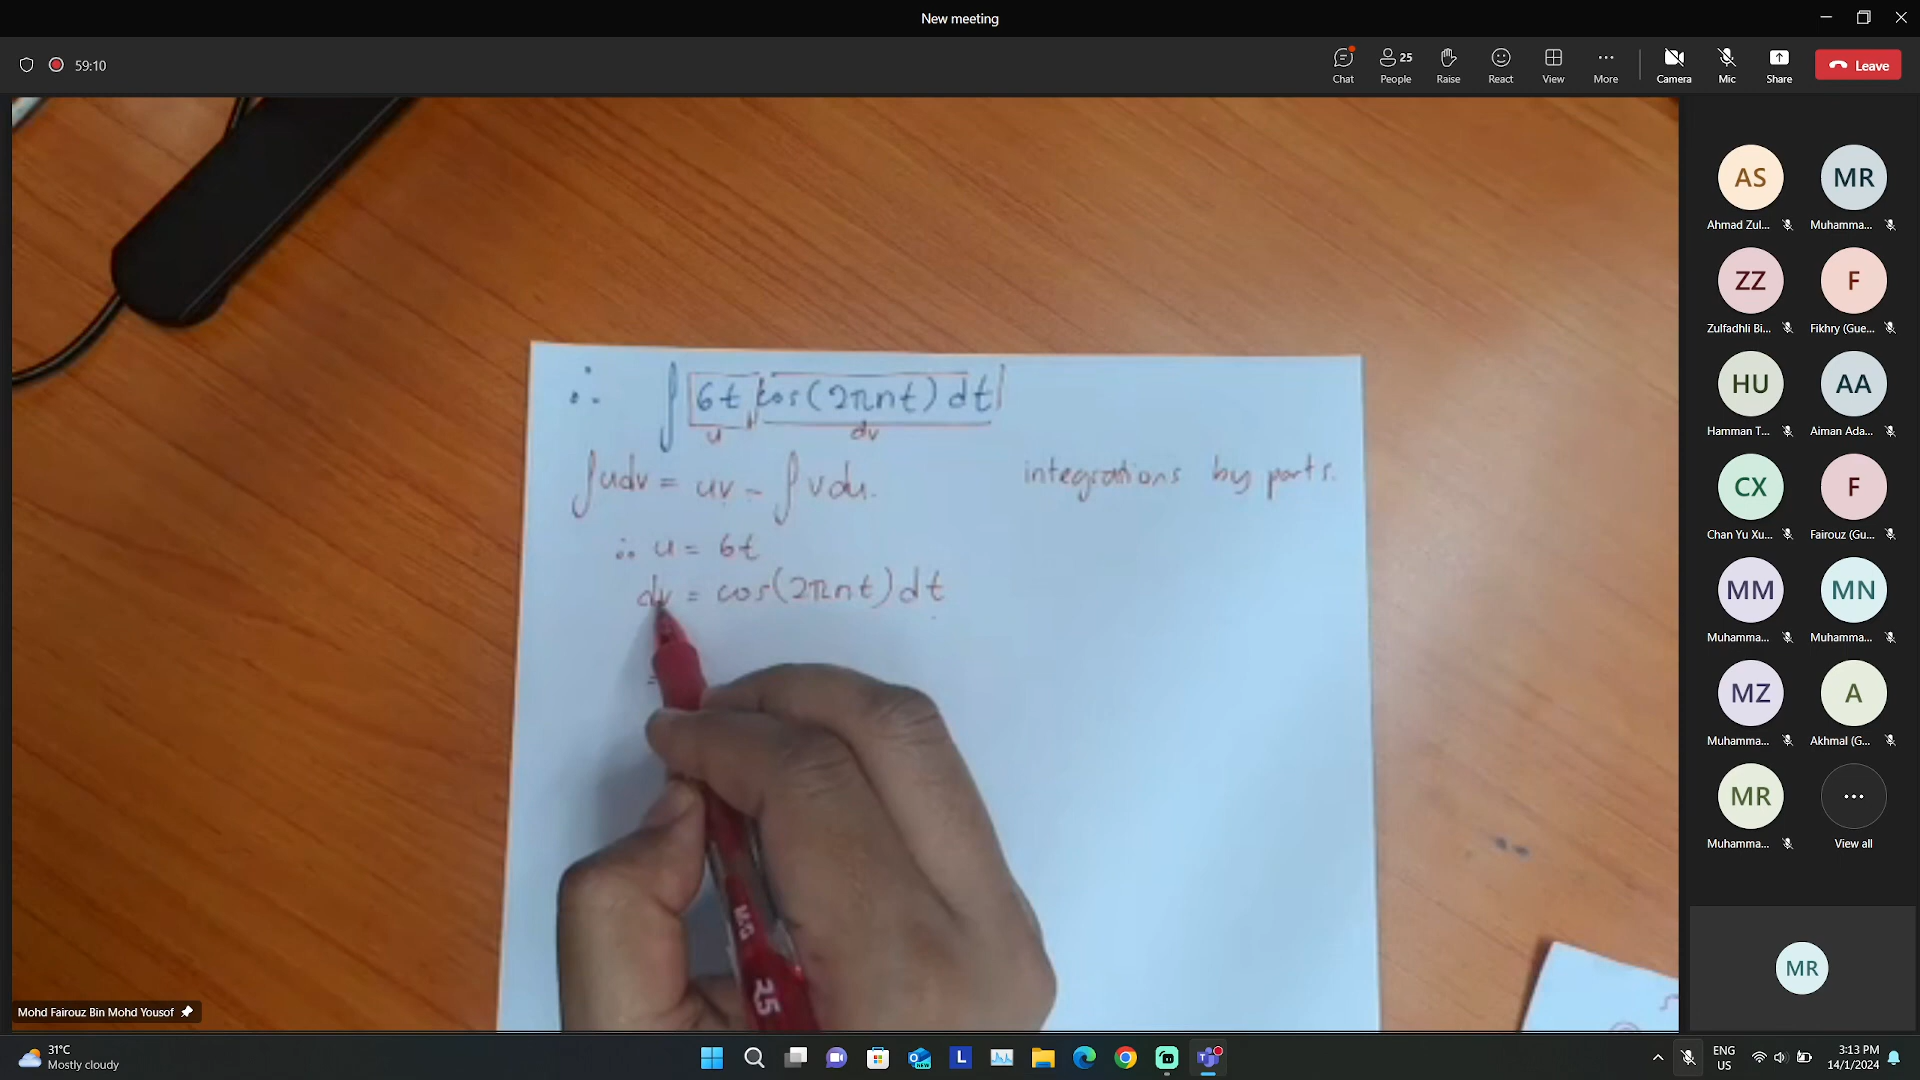 New meeting
59:10
Chat
25
People
Raise
React
View
More
Camera
Mic
Share
Leave
∴ ∫ 6t cos(2πnt) dt
u dv
∫udv = uv - ∫vdu.
integrations by parts.
∴ u = 6t
dv = cos(2πnt) dt
=
MG
25
AS
Ahmad Zul...
MR
Muhamma...
ZZ
Zulfadhli Bi...
F
Fikhry (Gue...
HU
Hamman T...
AA
Aiman Ada...
CX
Chan Yu Xu...
F
Fairouz (Gu...
MM
Muhamma...
MN
Muhamma...
MZ
Muhamma...
A
Akhmal (G...
MR
Muhamma...
...
View all
MR
Mohd Fairouz Bin Mohd Yousof
31°C
Mostly cloudy
NEW
L
ENG
US
3:13 PM
14/1/2024